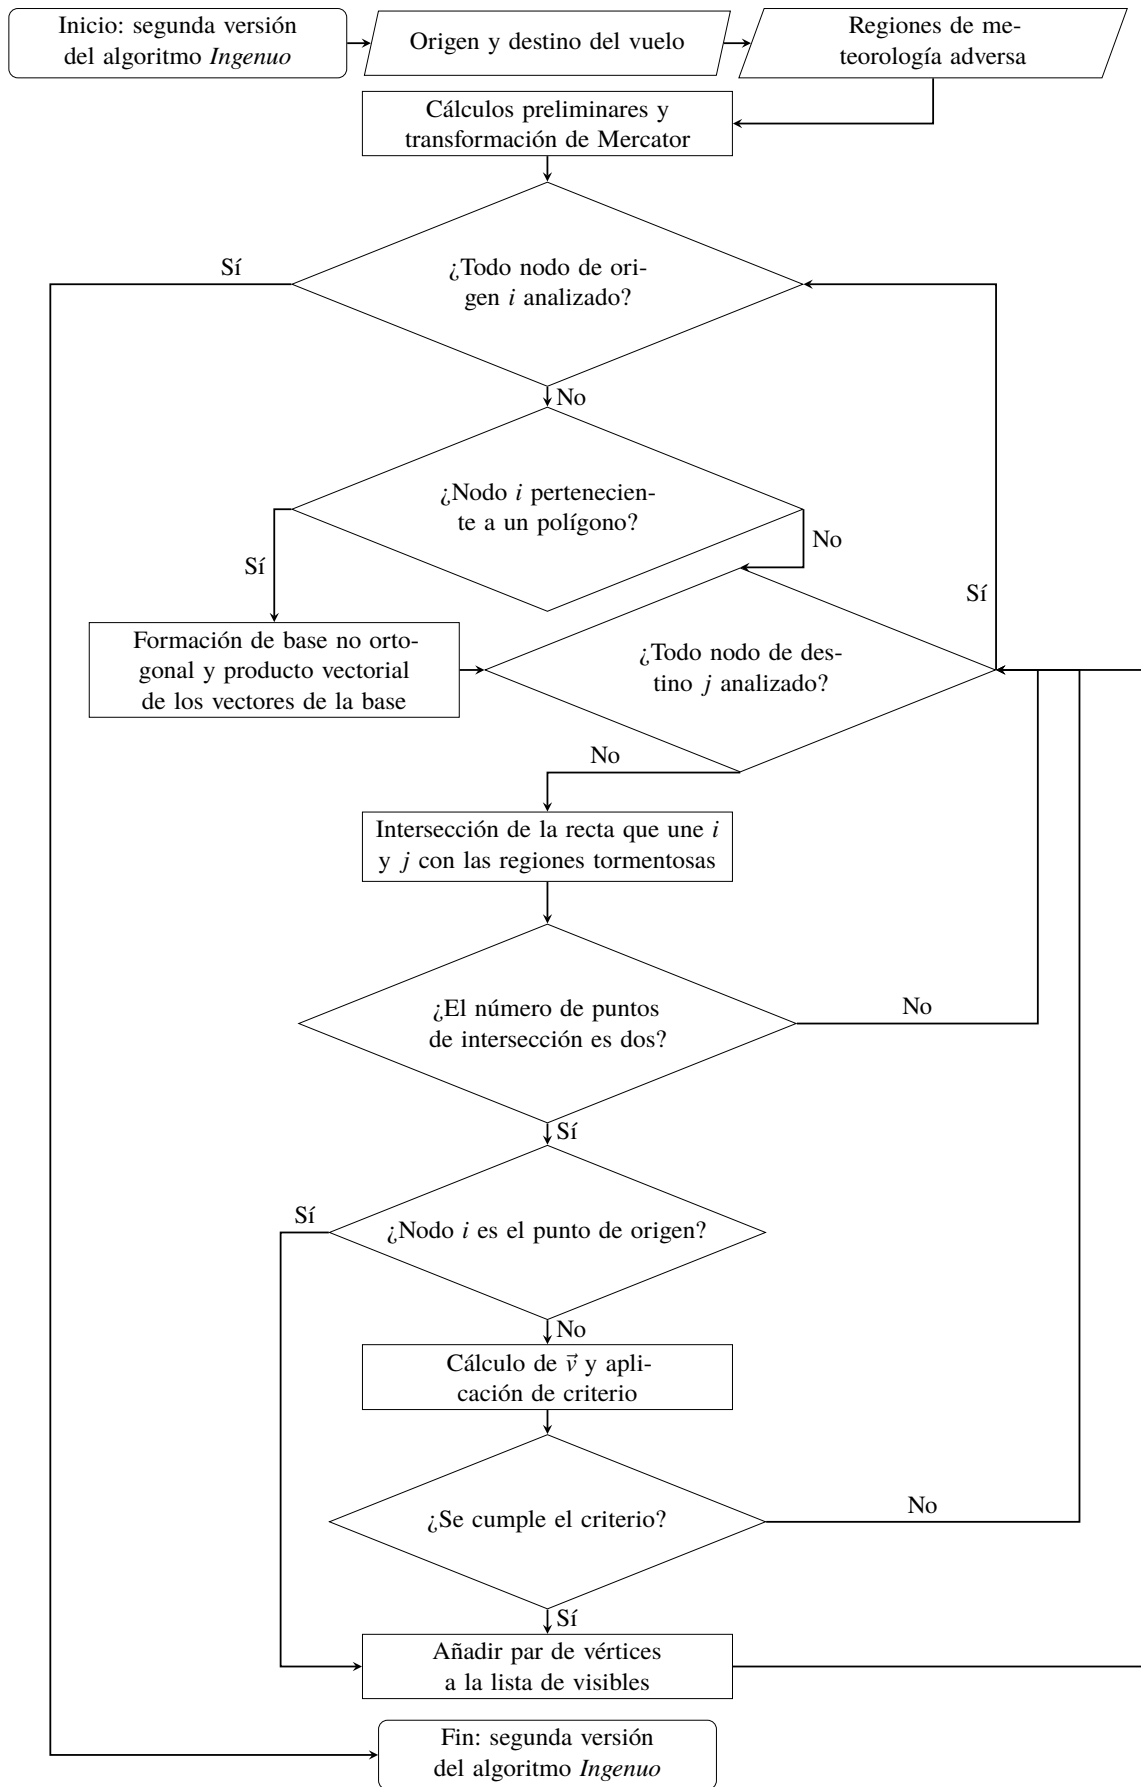 Inicio: segunda versión
del algoritmo Ingenuo
Origen y destino del vuelo
Regiones de me-
teorología adversa
Cálculos preliminares y
transformación de Mercator
¿Todo nodo de ori-
gen i analizado?
Sí
No
¿Nodo i pertenecien-
te a un polígono?
Sí
No
Formación de base no orto-
gonal y producto vectorial
de los vectores de la base
¿Todo nodo de des-
tino j analizado?
Sí
No
Intersección de la recta que une i
y j con las regiones tormentosas
¿El número de puntos
de intersección es dos?
No
Sí
¿Nodo i es el punto de origen?
Sí
No
Cálculo de v⃗ y apli-
cación de criterio
¿Se cumple el criterio?
No
Sí
Añadir par de vértices
a la lista de visibles
Fin: segunda versión
del algoritmo Ingenuo